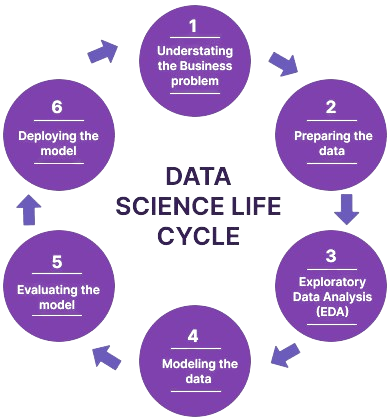 1
Understating
the Business
problem
2
Preparing the
data
3
Exploratory
Data Analysis
(EDA)
4
Modeling the
data
5
Evaluating the
model
6
Deploying the
model
DATA
SCIENCE LIFE
CYCLE